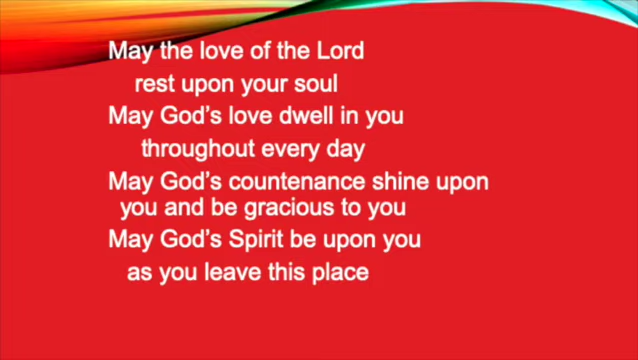 May the love of the Lord
rest upon your soul
May God's love dwell in you
throughout every day
May God's countenance shine upon
you and be gracious to you
May God's Spirit be upon you
as you leave this place